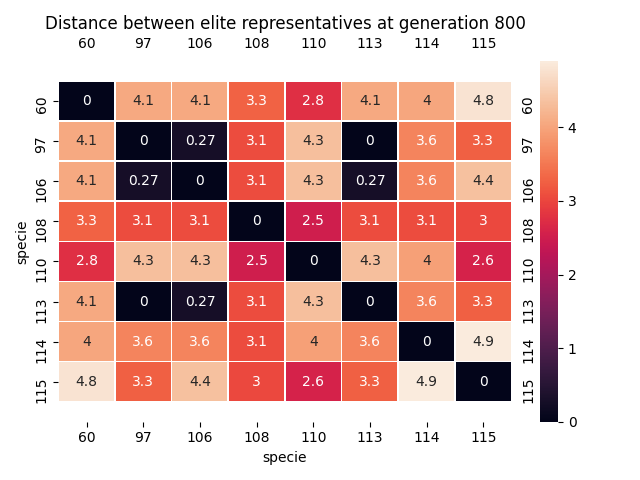 Distance between elite representatives at generation 800
60 97 106 108 110 113 114 115
60 0 4.1 4.1 3.3 2.8 4.1 4 4.8 60
97 4.1 0 0.27 3.1 4.3 0 3.6 3.3 97
106 4.1 0.27 0 3.1 4.3 0.27 3.6 4.4 106
108 3.3 3.1 3.1 0 2.5 3.1 3.1 3 108
110 2.8 4.3 4.3 2.5 0 4.3 4 2.6 110
113 4.1 0 0.27 3.1 4.3 0 3.6 3.3 113
114 4 3.6 3.6 3.1 4 3.6 0 4.9 114
115 4.8 3.3 4.4 3 2.6 3.3 4.9 0 115
60 97 106 108 110 113 114 115
specie
specie
4
3
2
1
0